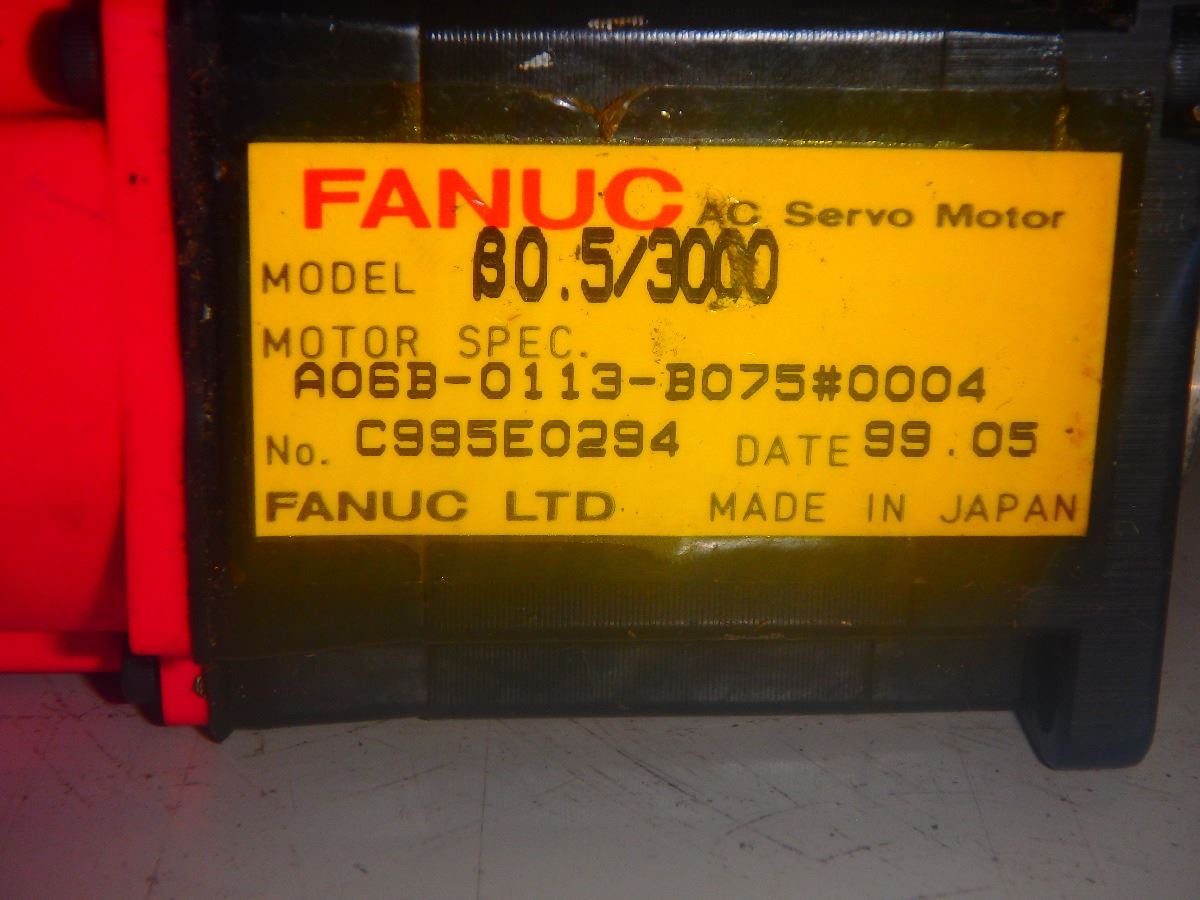 FANUC AC Servo Motor
MODEL β0.5/3000
MOTOR SPEC.
A06B-0113-B075#0004
No. C995E0294 DATE 99.05
FANUC LTD MADE IN JAPAN